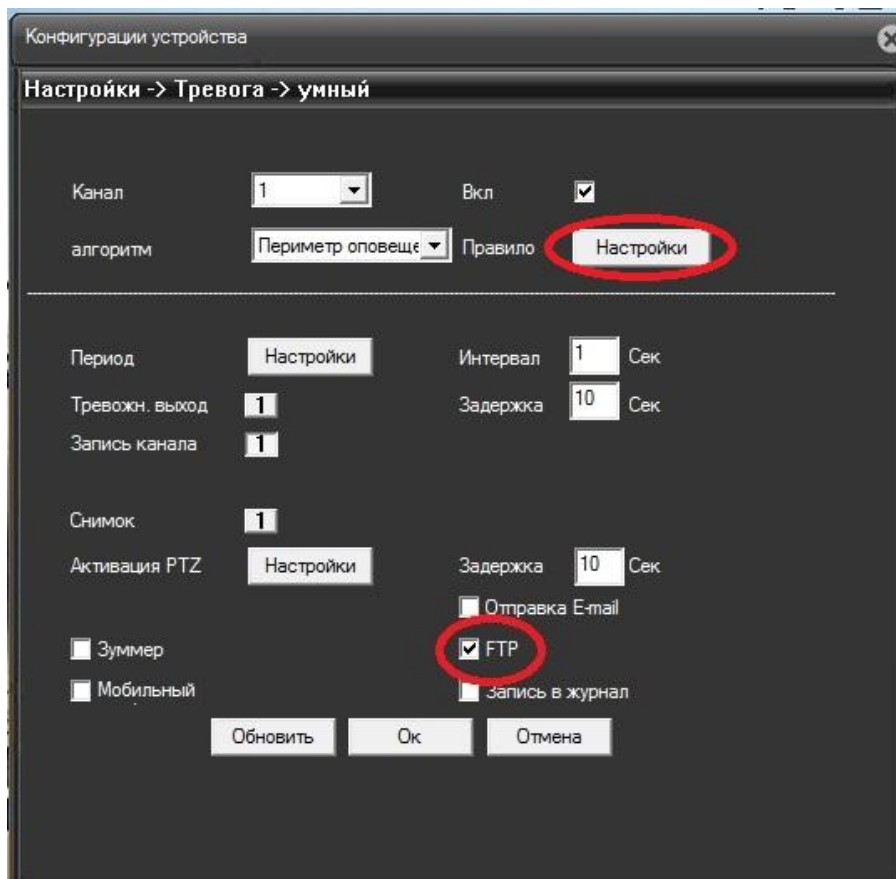 Конфигурации устройства
Настройки -> Тревога -> умный
Канал 1 Вкл
алгоритм Периметр оповеще Правило Настройки
Период Настройки Интервал 1 Сек
Тревожн. выход 1 Задержка 10 Сек
Запись канала 1
Снимок 1
Активация PTZ Настройки Задержка 10 Сек
Отправка E-mail
Зуммер FTP
Мобильный Запись в журнал
Обновить Ок Отмена